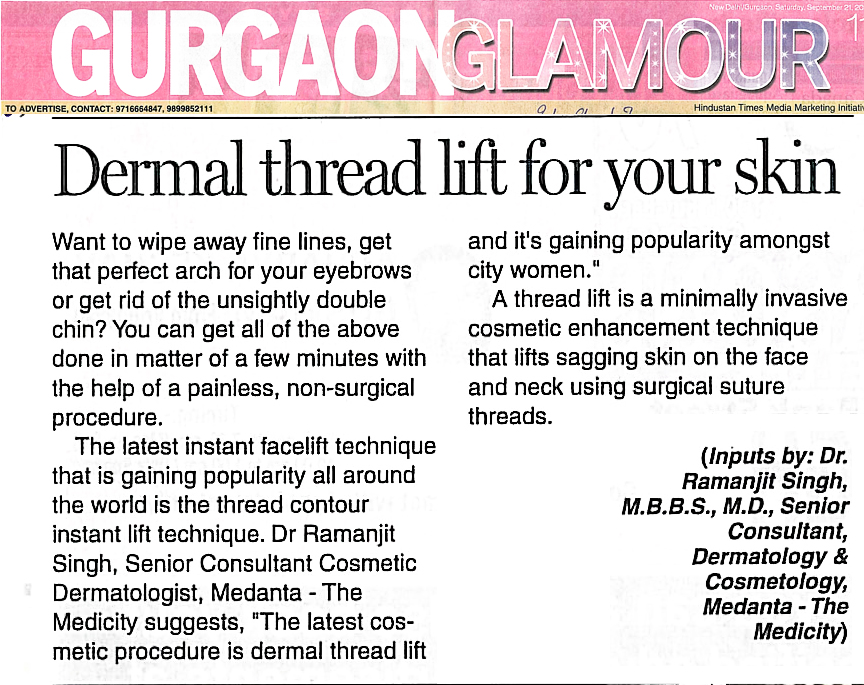 New Delhi/Gurgaon, Saturday, September 21, 20
GURGAON GLAMOUR
TO ADVERTISE, CONTACT: 9716664847, 9899852111
Hindustan Times Media Marketing Initiativ
Dermal thread lift for your skin
Want to wipe away fine lines, get
that perfect arch for your eyebrows
or get rid of the unsightly double
chin? You can get all of the above
done in matter of a few minutes with
the help of a painless, non-surgical
procedure.
The latest instant facelift technique
that is gaining popularity all around
the world is the thread contour
instant lift technique. Dr Ramanjit
Singh, Senior Consultant Cosmetic
Dermatologist, Medanta - The
Medicity suggests, "The latest cos-
metic procedure is dermal thread lift
and it's gaining popularity amongst
city women."
A thread lift is a minimally invasive
cosmetic enhancement technique
that lifts sagging skin on the face
and neck using surgical suture
threads.
(Inputs by: Dr.
Ramanjit Singh,
M.B.B.S., M.D., Senior
Consultant,
Dermatology &
Cosmetology,
Medanta - The
Medicity)